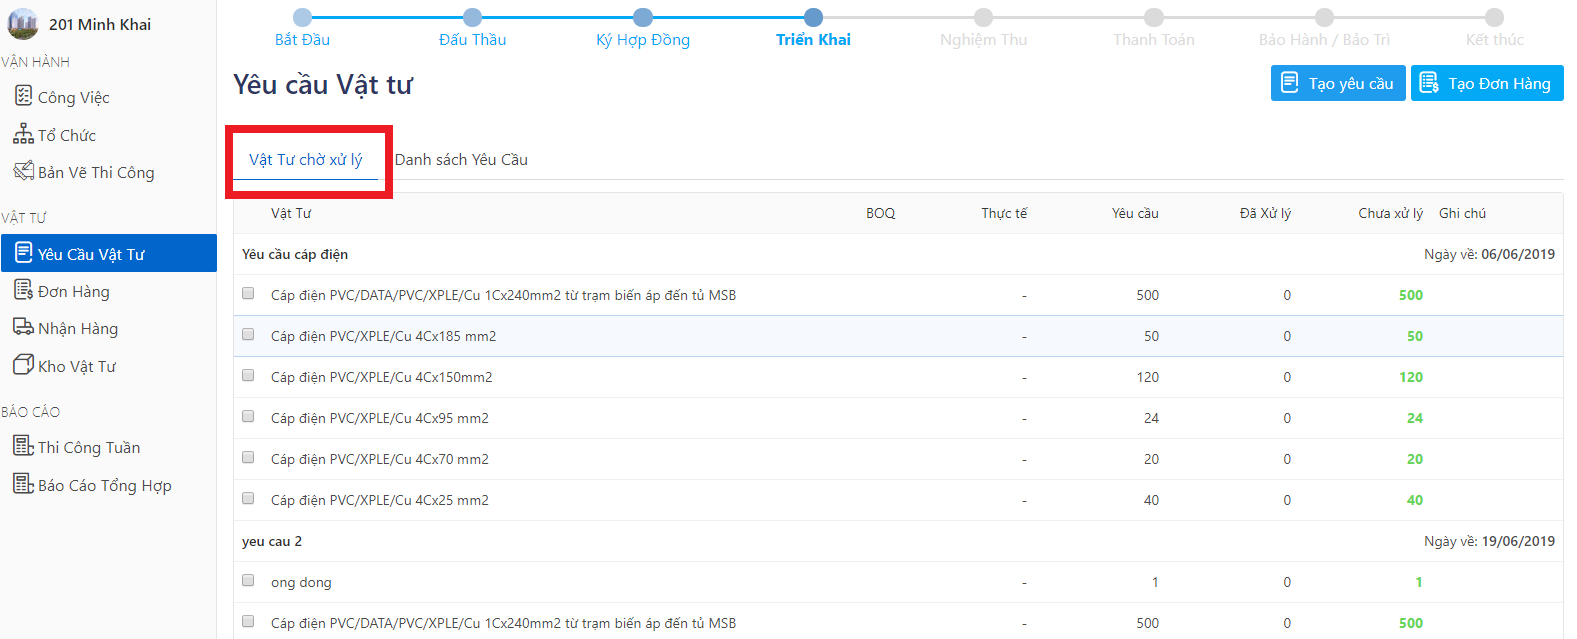 201 Minh Khai
VẬN HÀNH
Công Việc
Tổ Chức
Bản Vẽ Thi Công
VẬT TƯ
Yêu Cầu Vật Tư
Đơn Hàng
Nhận Hàng
Kho Vật Tư
BÁO CÁO
Thi Công Tuần
Báo Cáo Tổng Hợp
Bắt Đầu Đấu Thầu Ký Hợp Đồng Triển Khai Nghiệm Thu Thanh Toán Bảo Hành / Bảo Trì Kết thúc
Yêu cầu Vật tư
Tạo yêu cầu Tạo Đơn Hàng
Vật Tư chờ xử lý Danh sách Yêu Cầu
Vật Tư BOQ Thực tế Yêu cầu Đã Xử lý Chưa xử lý Ghi chú
Yêu cầu cáp điện Ngày về: 06/06/2019
Cáp điện PVC/DATA/PVC/XPLE/Cu 1Cx240mm2 từ trạm biến áp đến tủ MSB - 500 0 500
Cáp điện PVC/XPLE/Cu 4Cx185 mm2 - 50 0 50
Cáp điện PVC/XPLE/Cu 4Cx150mm2 - 120 0 120
Cáp điện PVC/XPLE/Cu 4Cx95 mm2 - 24 0 24
Cáp điện PVC/XPLE/Cu 4Cx70 mm2 - 20 0 20
Cáp điện PVC/XPLE/Cu 4Cx25 mm2 - 40 0 40
yeu cau 2 Ngày về: 19/06/2019
ong dong - 1 0 1
Cáp điện PVC/DATA/PVC/XPLE/Cu 1Cx240mm2 từ trạm biến áp đến tủ MSB - 500 0 500